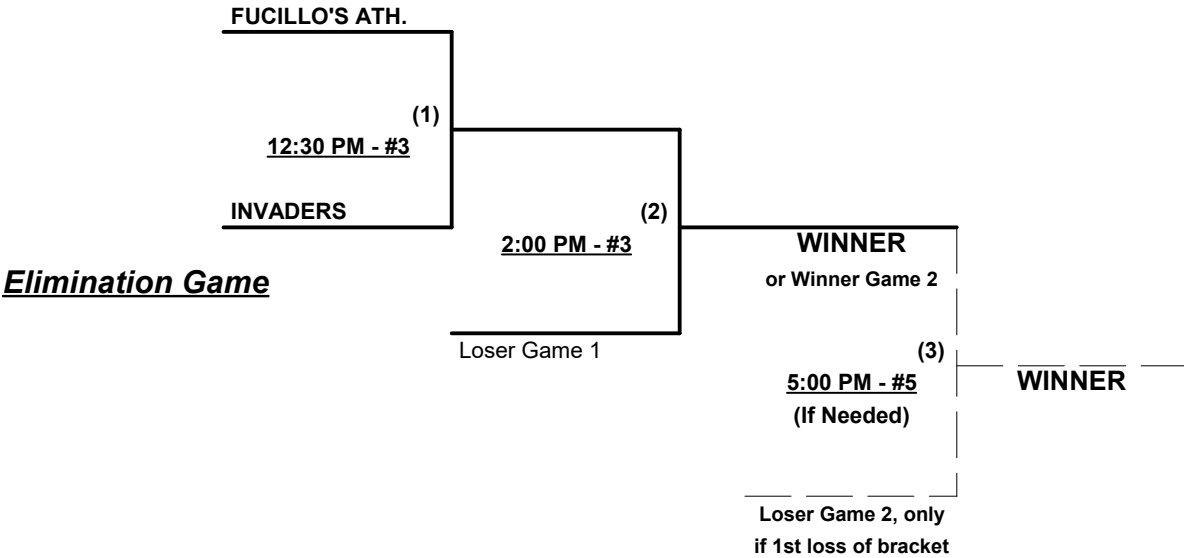 FUCILLO'S ATH.
(1)
12:30 PM - #3
INVADERS
(2)
2:00 PM - #3
WINNER
or Winner Game 2
Elimination Game
Loser Game 1
(3)
5:00 PM - #5
(If Needed)
WINNER
Loser Game 2, only
if 1st loss of bracket